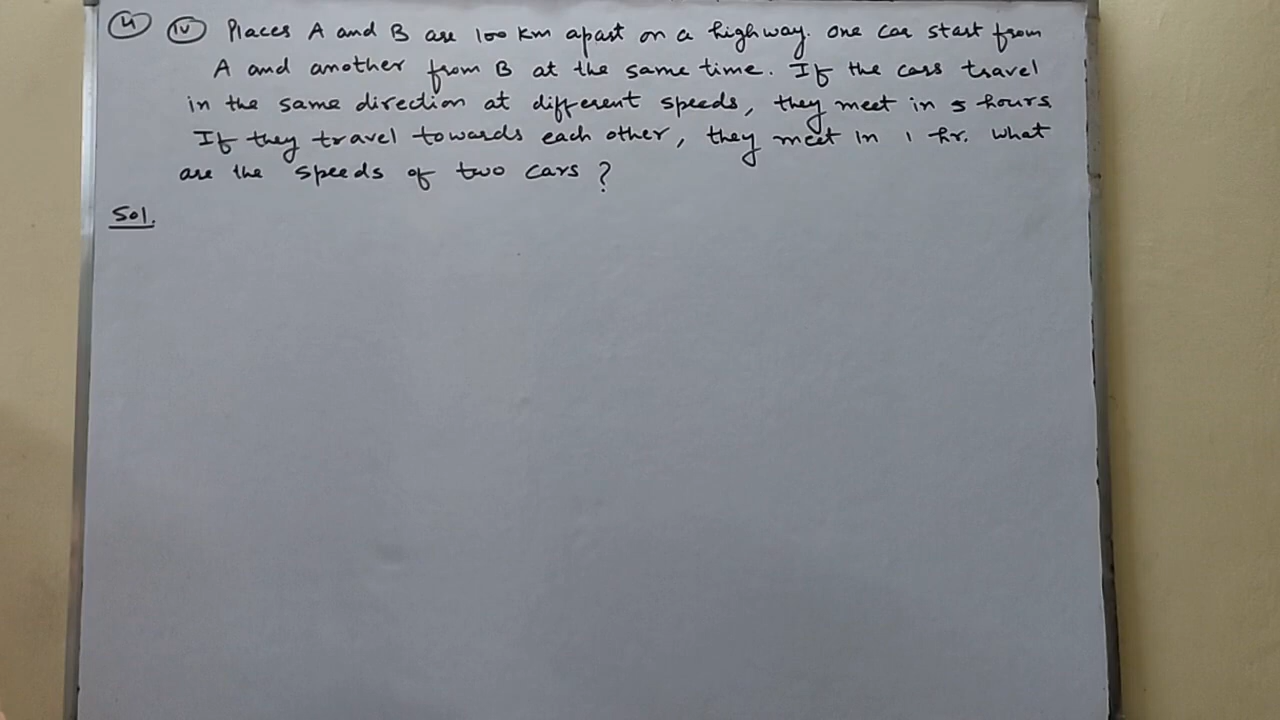 4 iv Places A and B are 100 km apart on a highway. One car start from
A and another from B at the same time. If the cars travel
in the same direction at different speeds, they meet in 5 hours
If they travel towards each other, they meet in 1 hr. what
are the speeds of two cars ?
Sol.